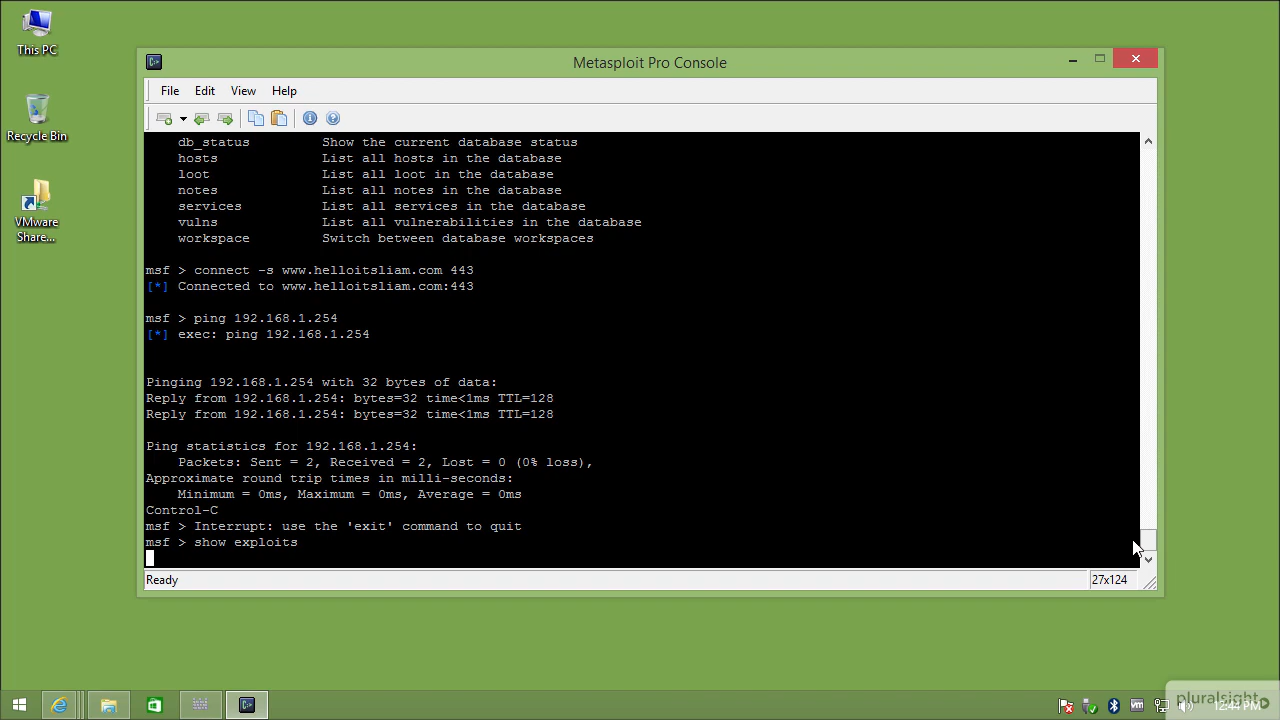 This PC
Recycle Bin
VMware
Share...
Metasploit Pro Console
File Edit View Help
db_status Show the current database status
hosts List all hosts in the database
loot List all loot in the database
notes List all notes in the database
services List all services in the database
vulns List all vulnerabilities in the database
workspace Switch between database workspaces
msf > connect -s www.helloitsliam.com 443
[*] Connected to www.helloitsliam.com:443
msf > ping 192.168.1.254
[*] exec: ping 192.168.1.254
Pinging 192.168.1.254 with 32 bytes of data:
Reply from 192.168.1.254: bytes=32 time<1ms TTL=128
Reply from 192.168.1.254: bytes=32 time<1ms TTL=128
Ping statistics for 192.168.1.254:
Packets: Sent = 2, Received = 2, Lost = 0 (0% loss),
Approximate round trip times in milli-seconds:
Minimum = 0ms, Maximum = 0ms, Average = 0ms
Control-C
msf > Interrupt: use the 'exit' command to quit
msf > show exploits
Ready 27x124
pluralsight
12:44 PM